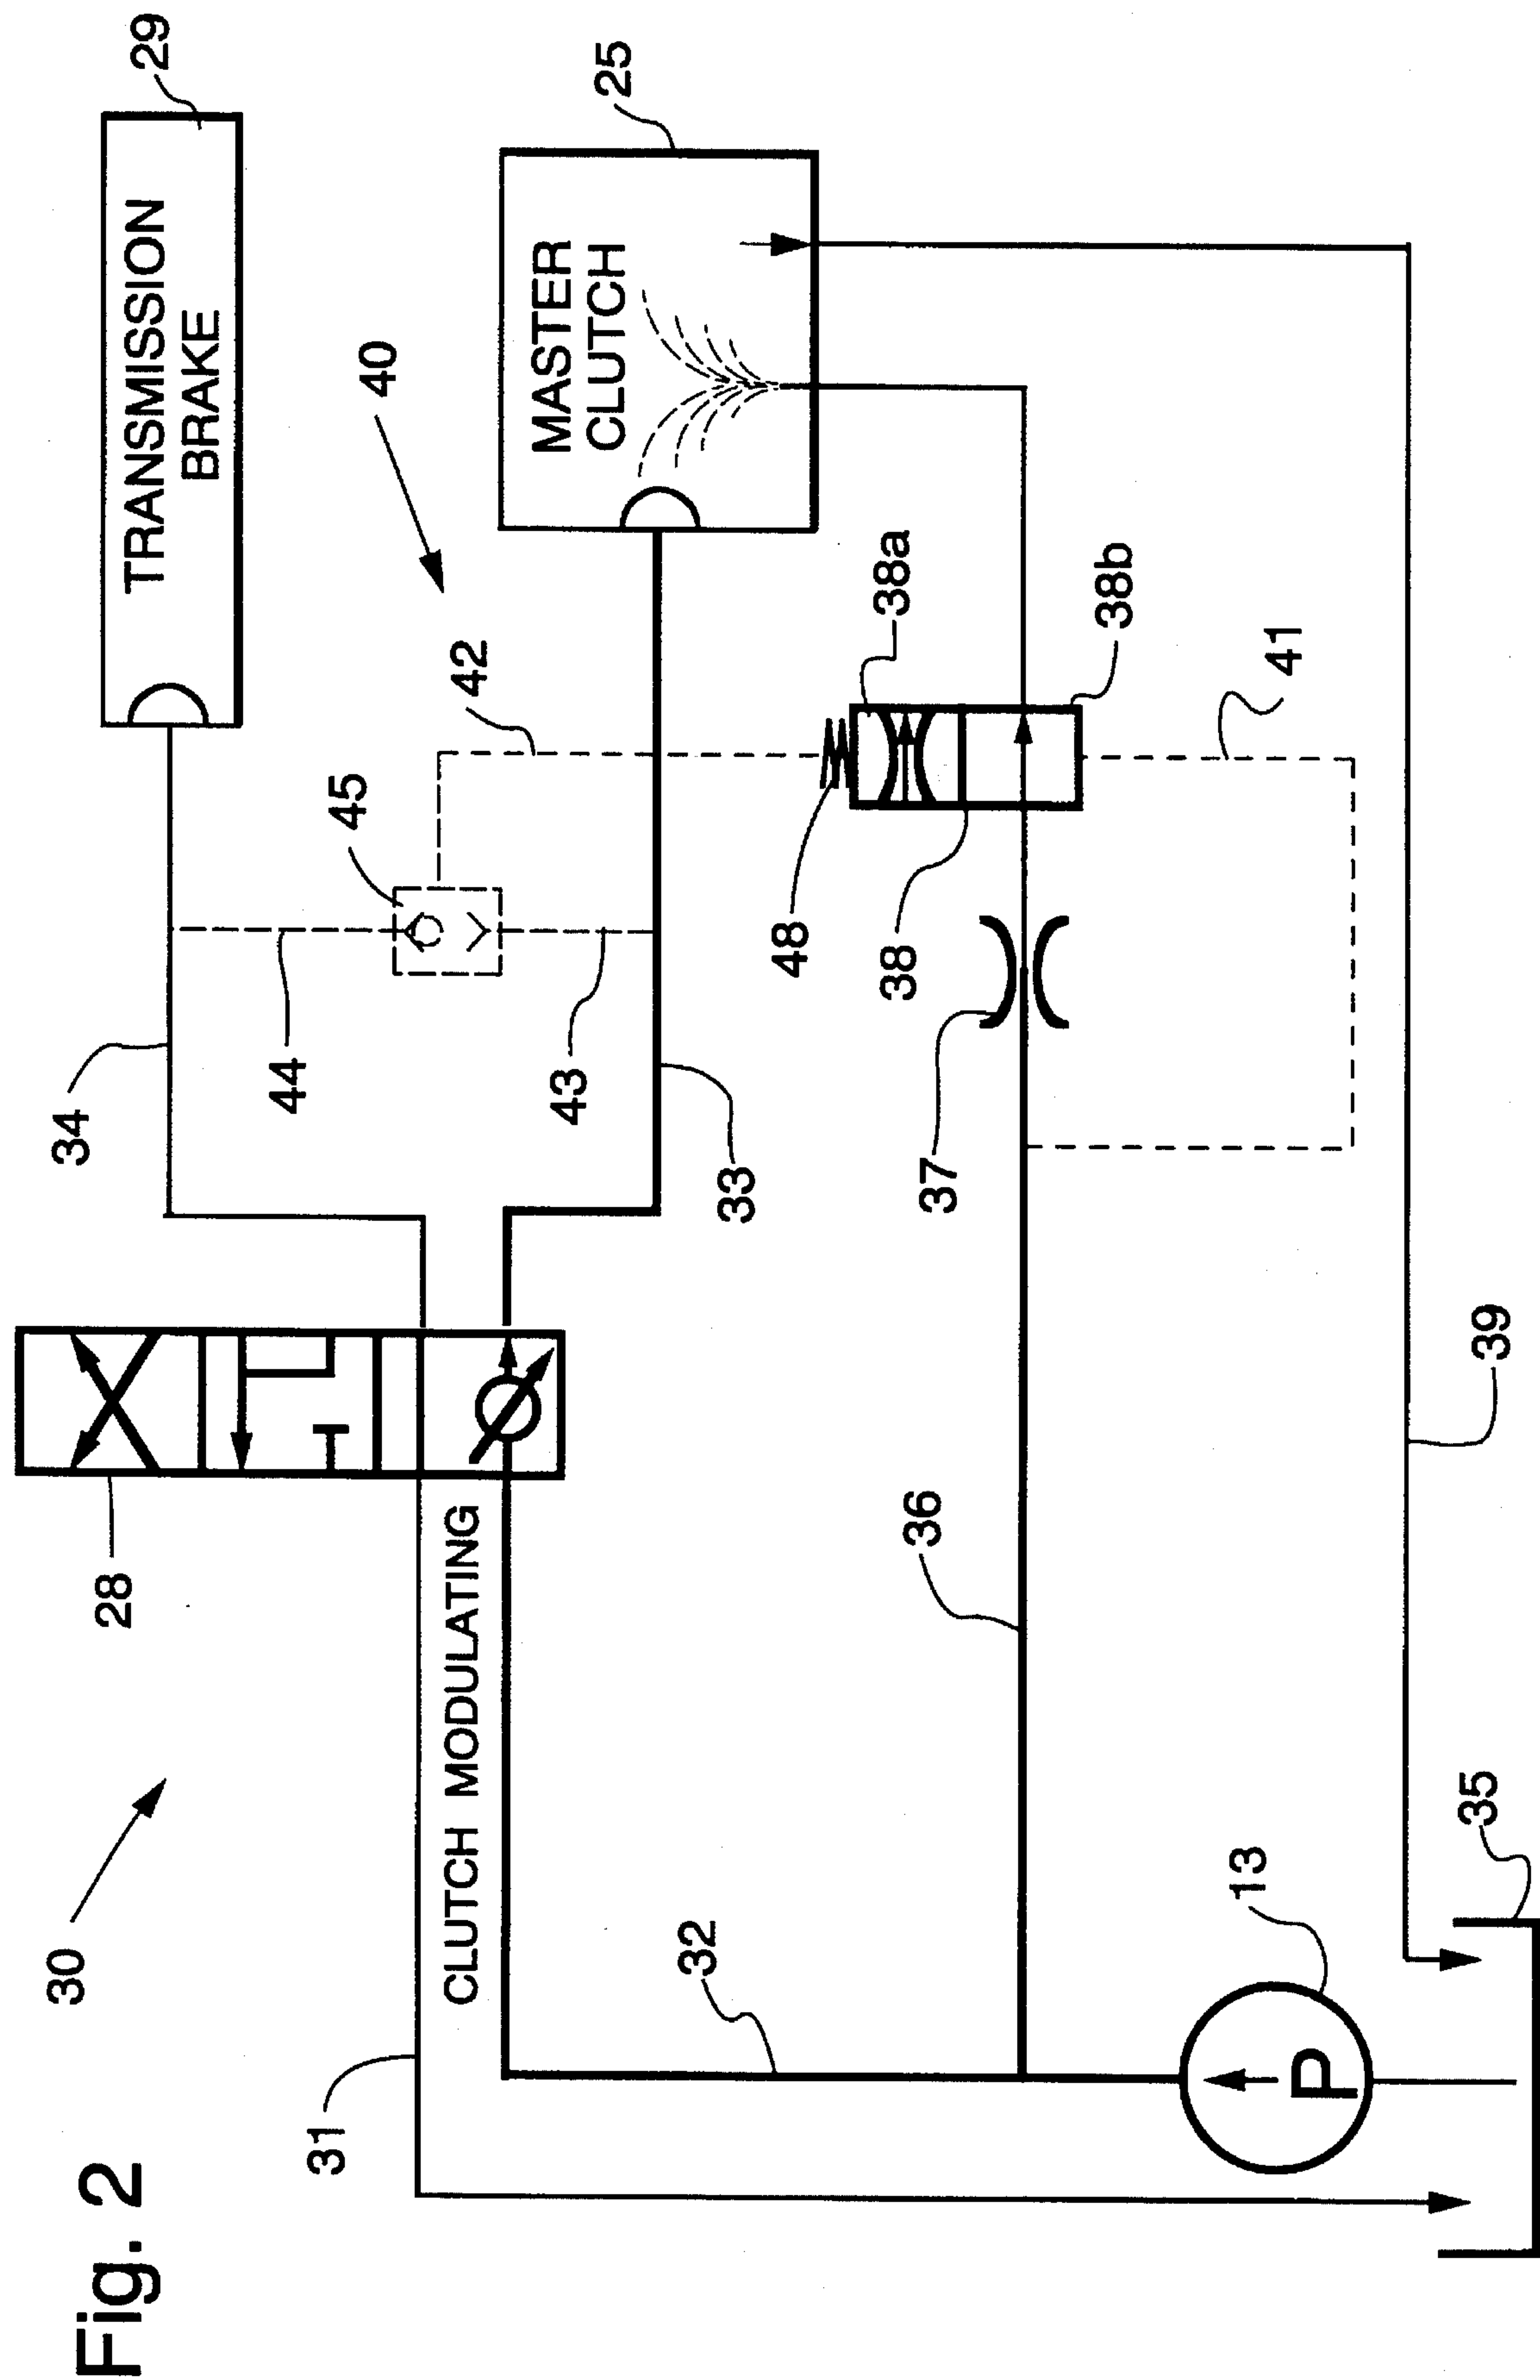 Fig. 2
30
28
31
CLUTCH MODULATING
32
34
44
45
43
33
42
40
TRANSMISSION
BRAKE
29
MASTER
CLUTCH
25
48
38
38a
38b
37
36
41
39
13
P
35